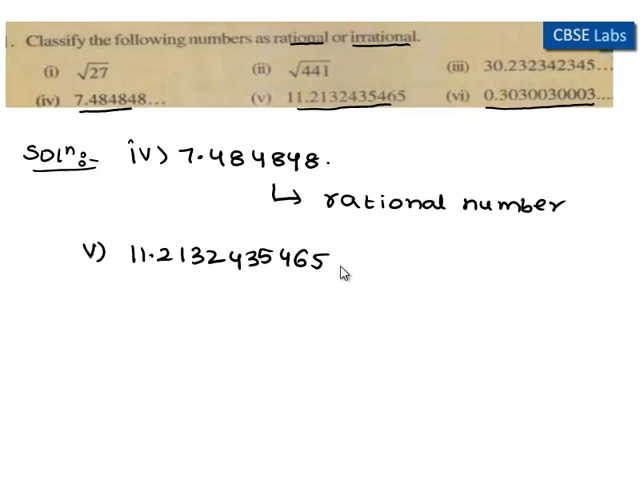 . Classify the following numbers as rational or irrational.
CBSE Labs
(i) √27 (ii) √441 (iii) 30.232342345...
(iv) 7.484848... (v) 11.2132435465 (vi) 0.3030030003....
Solⁿ:- iv) 7.484848.
↳ rational number
v) 11.2132435465